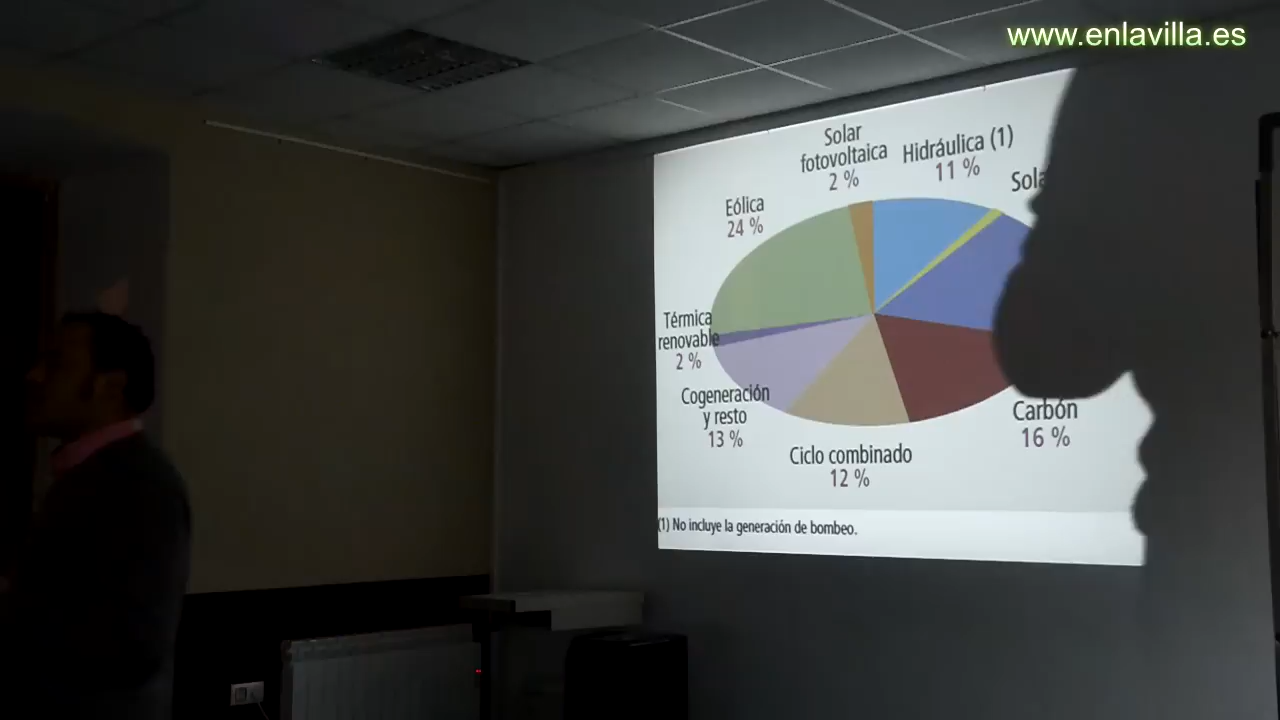 www.enlavilla.es
Solar
fotovoltaica
2 %
Hidráulica (1)
11 %
Eólica
24 %
Térmica
renovable
2 %
Cogeneración
y resto
13 %
Ciclo combinado
12 %
Carbón
16 %
(1) No incluye la generación de bombeo.